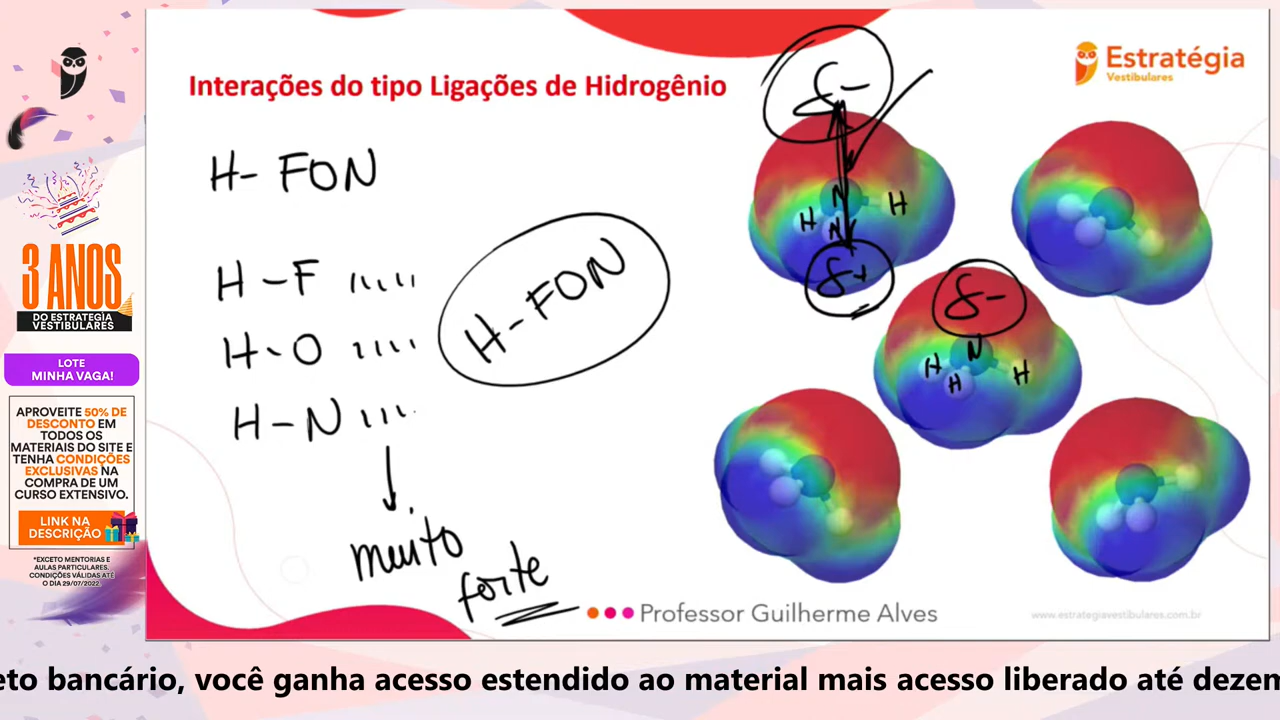 Interações do tipo Ligações de Hidrogênio
Estratégia
Vestibulares
H- FON
H-F
H-O
H-N
H-FON
muito
forte
δ-
N
H
H
N
δ+
δ-
N
H
H
H
3 ANOS
DO ESTRATÉGIA
VESTIBULARES
LOTE
MINHA VAGA!
APROVEITE 50% DE
DESCONTO EM
TODOS OS
MATERIAIS DO SITE E
TENHA CONDIÇÕES
EXCLUSIVAS NA
COMPRA DE UM
CURSO EXTENSIVO.
LINK NA
DESCRIÇÃO
*EXCETO MENTORIAS E
AULAS PARTICULARES.
CONDIÇÕES VÁLIDAS ATÉ
O DIA 29/07/2022.
Professor Guilherme Alves
www.estrategiavestibulares.com.br
eto bancário, você ganha acesso estendido ao material mais acesso liberado até dezem